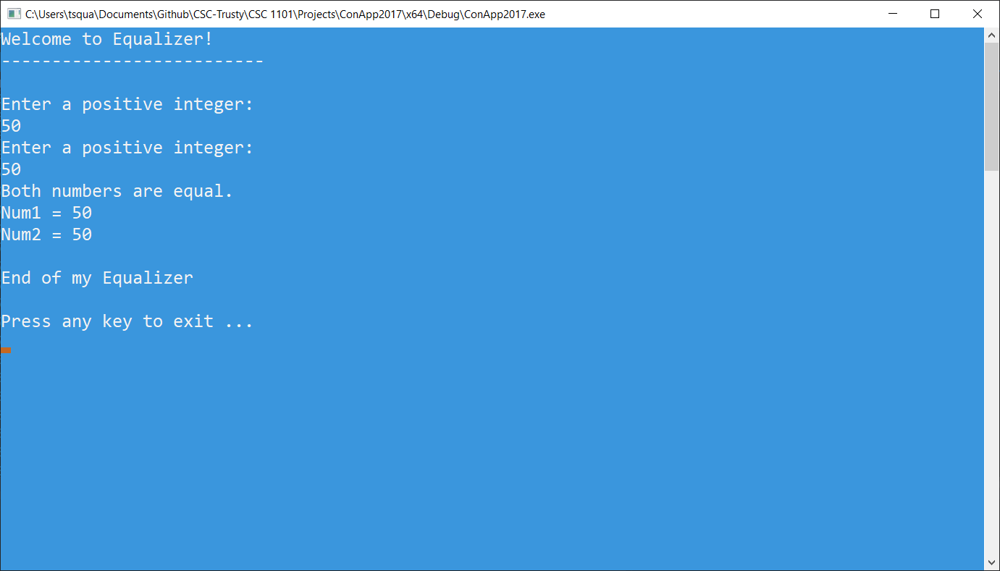 C:\Users\tsqua\Documents\Github\CSC-Trusty\CSC 1101\Projects\ConApp2017\x64\Debug\ConApp2017.exe
Welcome to Equalizer!
--------------------------
Enter a positive integer:
50
Enter a positive integer:
50
Both numbers are equal.
Num1 = 50
Num2 = 50
End of my Equalizer
Press any key to exit ...